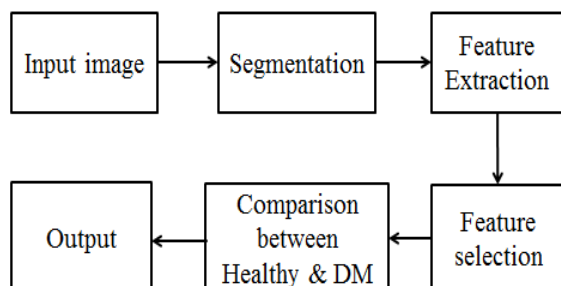 Input image
Segmentation
Feature
Extraction
Output
Comparison
between
Healthy & DM
Feature
selection